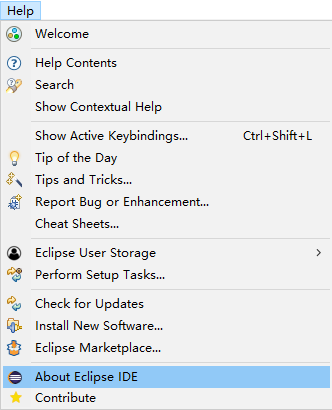 Help
Welcome
Help Contents
Search
Show Contextual Help
Show Active Keybindings... Ctrl+Shift+L
Tip of the Day
Tips and Tricks...
Report Bug or Enhancement...
Cheat Sheets...
Eclipse User Storage
Perform Setup Tasks...
Check for Updates
Install New Software...
Eclipse Marketplace...
About Eclipse IDE
Contribute